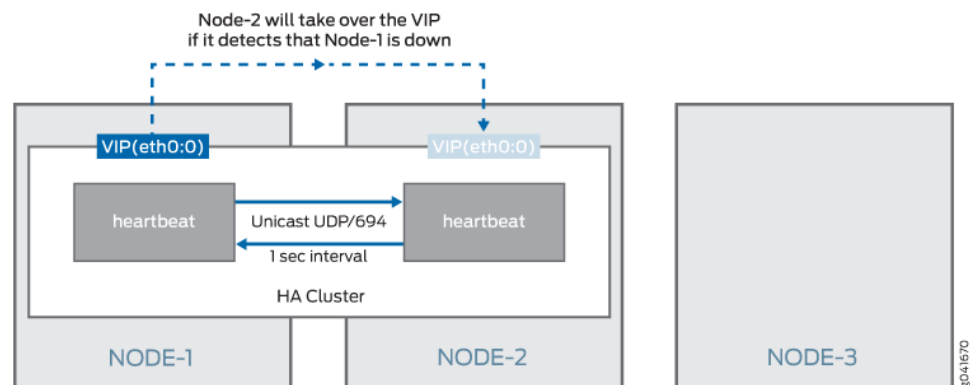 Node-2 will take over the VIP
if it detects that Node-1 is down
VIP(eth0:0)
VIP(eth0:0)
heartbeat
Unicast UDP/694
heartbeat
1 sec interval
HA Cluster
NODE-1
NODE-2
NODE-3
g041670